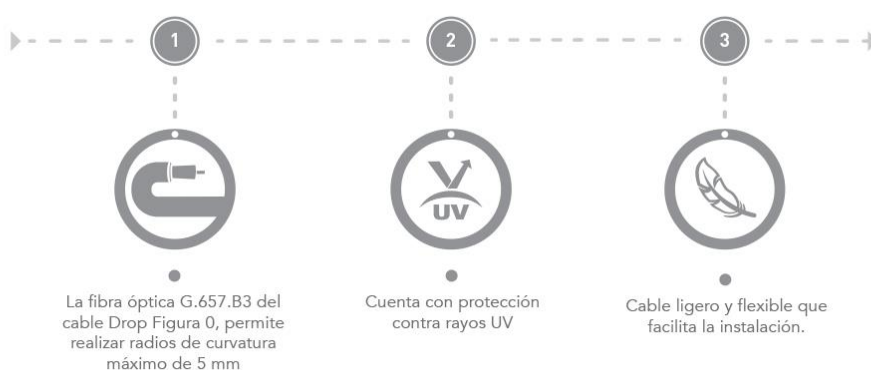 1
2
3
UV
La fibra óptica G.657.B3 del
cable Drop Figura 0, permite
realizar radios de curvatura
máximo de 5 mm
Cuenta con protección
contra rayos UV
Cable ligero y flexible que
facilita la instalación.